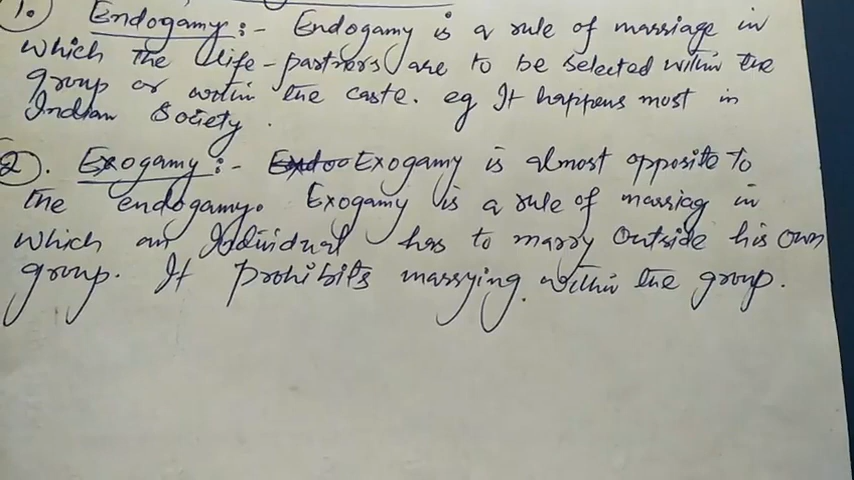 1. Endogamy :- Endogamy is a rule of marriage in
which the life-partners are to be selected within the
group or within the caste. eg It happens most in
Indian Society.
2. Exogamy :- Endo Exogamy is almost opposite to
the endogamy. Exogamy is a rule of marriag in
which an Individual has to marry outside his own
group. It prohibits marrying within the group.